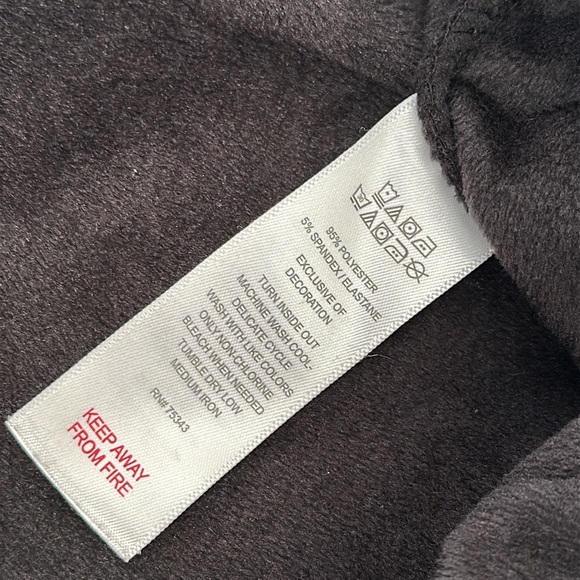 95% POLYESTER
5% SPANDEX / ELASTANE
EXCLUSIVE OF
DECORATION
TURN INSIDE OUT
MACHINE WASH COOL-
DELICATE CYCLE
WASH WITH LIKE COLORS
ONLY NON-CHLORINE
BLEACH WHEN NEEDED
TUMBLE DRY LOW
MEDIUM IRON
RN# 75343
KEEP AWAY
FROM FIRE